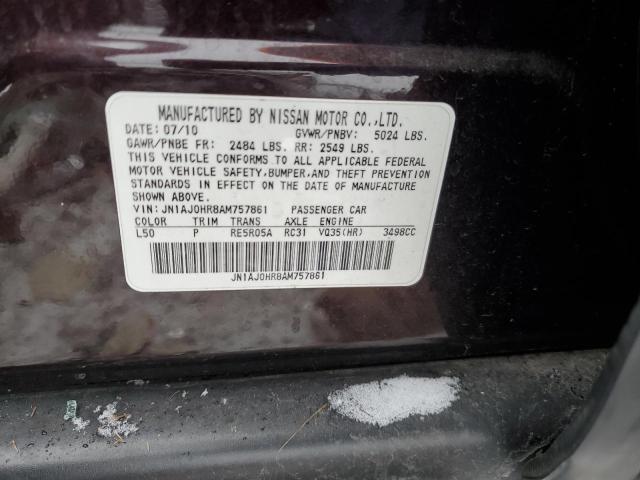 MANUFACTURED BY NISSAN MOTOR CO.,LTD.
DATE: 07/10 GVWR/PNBV: 5024 LBS.
GAWR/PNBE FR: 2484 LBS. RR: 2549 LBS.
THIS VEHICLE CONFORMS TO ALL APPLICABLE FEDERAL
MOTOR VEHICLE SAFETY,BUMPER,AND THEFT PREVENTION
STANDARDS IN EFFECT ON THE DATE OF MANUFACTURE
SHOWN ABOVE.
VIN: JN1AJ0HR8AM757861 PASSENGER CAR
COLOR TRIM TRANS AXLE ENGINE
L50 P RE5R05A RC31 VQ35(HR) 3498CC
JN1AJ0HR8AM757861